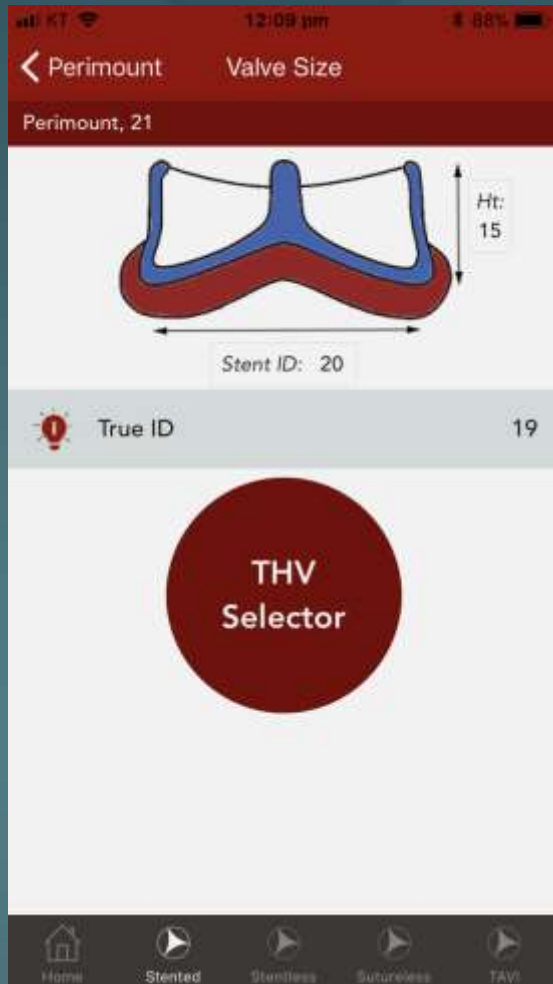 KT 12:09 pm 68%
Perimount Valve Size
Perimount, 21
Ht:
15
Stent ID: 20
True ID 19
THV
Selector
Home Stented Stentless Sutureless TAVI